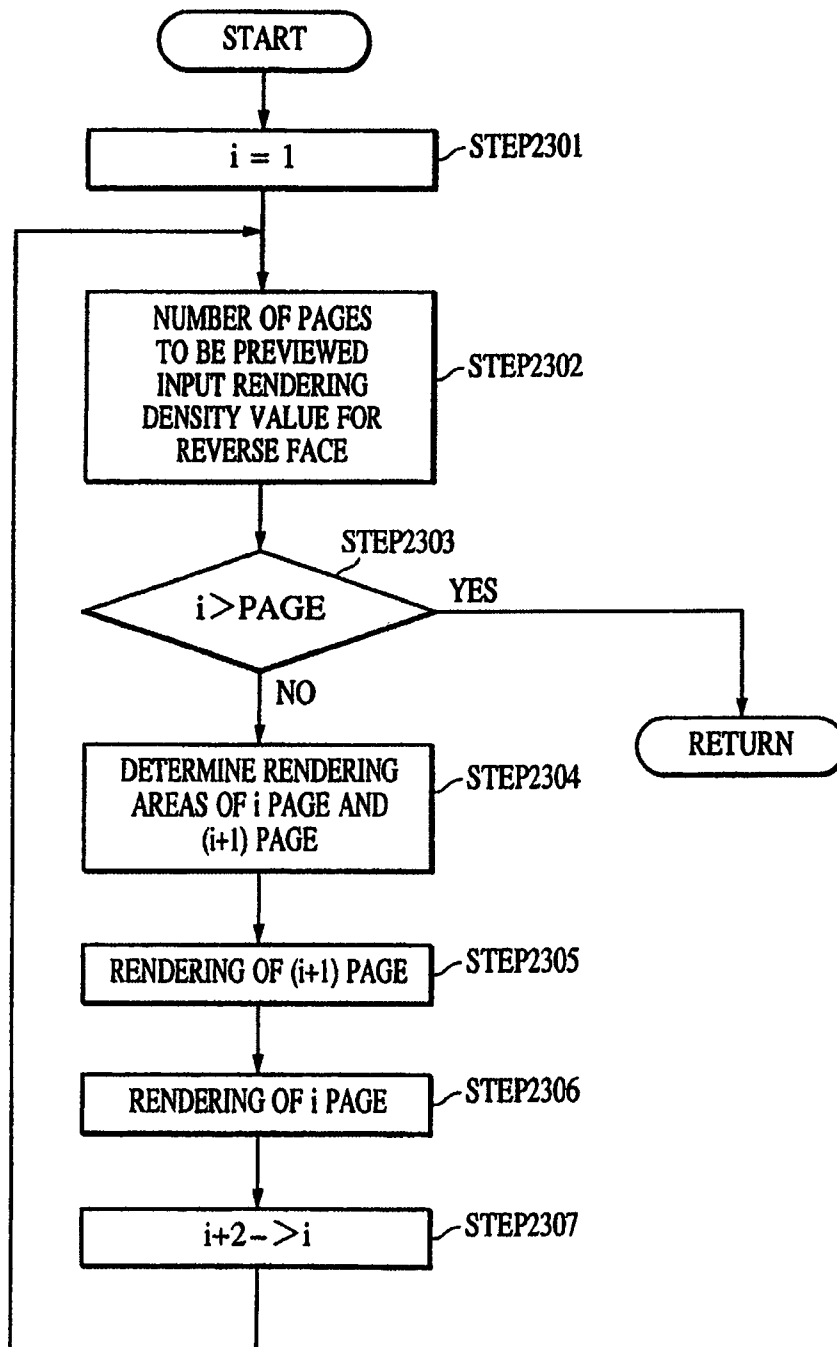 START
i = 1
STEP2301
NUMBER OF PAGES
TO BE PREVIEWED
INPUT RENDERING
DENSITY VALUE FOR
REVERSE FACE
STEP2302
STEP2303
i>PAGE
YES
NO
RETURN
DETERMINE RENDERING
AREAS OF i PAGE AND
(i+1) PAGE
STEP2304
RENDERING OF (i+1) PAGE
STEP2305
RENDERING OF i PAGE
STEP2306
i+2->i
STEP2307